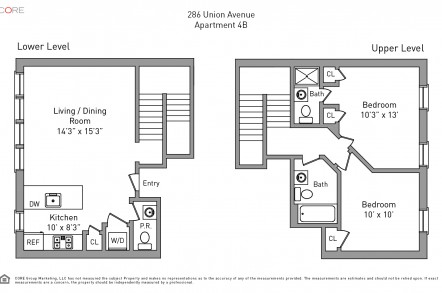 CORE
286 Union Avenue
Apartment 4B
Lower Level
Upper Level
Living / Dining
Room
14'3" x 15'3"
Entry
DW
Kitchen
10' x 8'3"
REF
CL
W/D
P.R.
CL
Bath
CL
Bedroom
10'3" x 13'
Bath
Bedroom
10' x 10'
CL
CORE Group Marketing, LLC has not measured the subject Property and makes no representations as to the accuracy of any of the measurements provided. The measurements are estimates and should not be relied upon. If exact
measurements are a concern, the property should be independently measured by a professional.